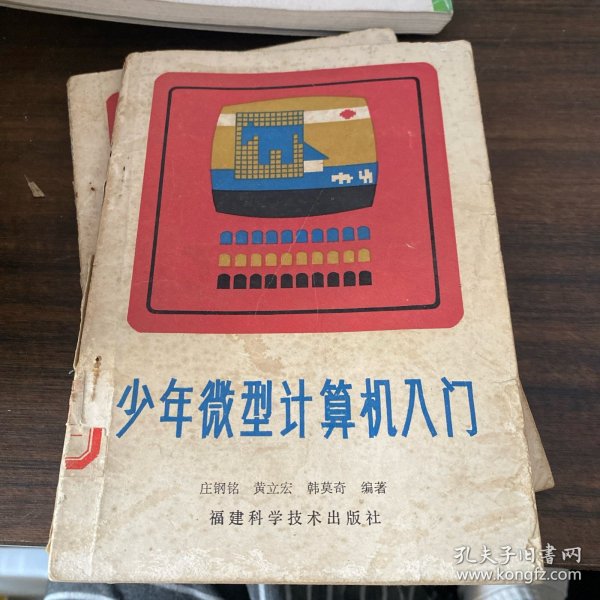 少年微型计算机入门
庄钢铭 黄立宏 韩莫奇 编著
福建科学技术出版社
孔夫子旧書网
www.kongfz.com